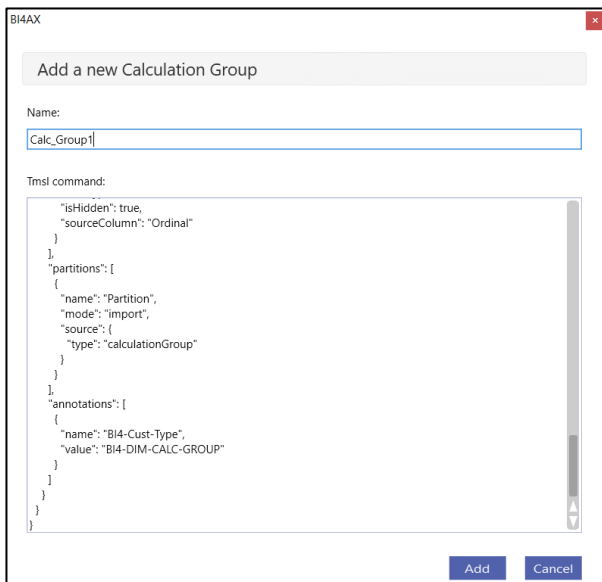 BI4AX
Add a new Calculation Group
Name:
Calc_Group1
Tmsl command:
"isHidden": true,
"sourceColumn": "Ordinal"
}
],
"partitions": [
{
"name": "Partition",
"mode": "import",
"source": {
"type": "calculationGroup"
}
}
],
"annotations": [
{
"name": "BI4-Cust-Type",
"value": "BI4-DIM-CALC-GROUP"
}
]
}
}
}
Add Cancel